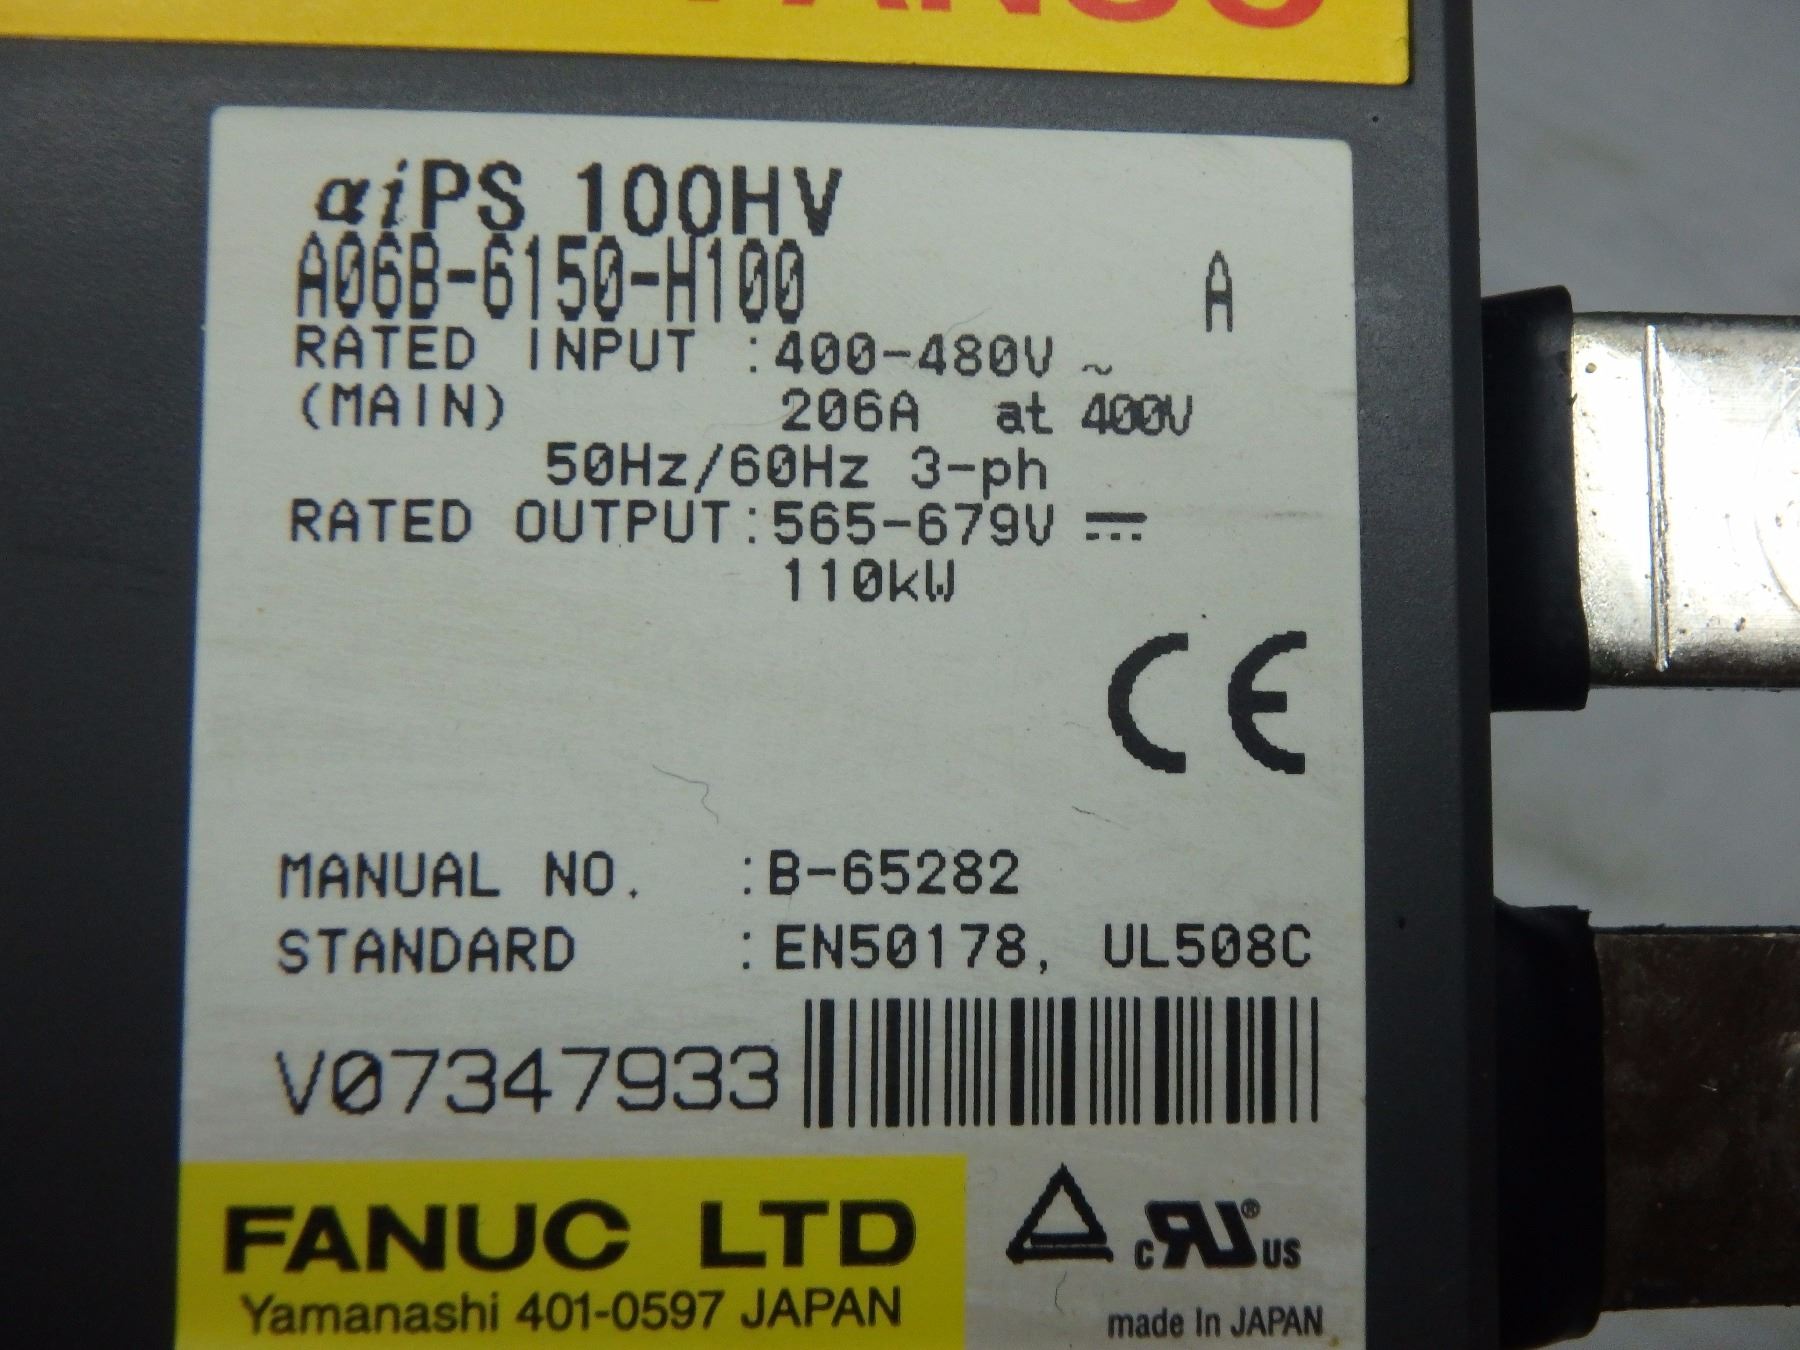 FANUC
αiPS 100HV
A06B-6150-H100 A
RATED INPUT :400-480V ~
(MAIN) 206A at 400V
50Hz/60Hz 3-ph
RATED OUTPUT:565-679V ⎓
110kW
CE
MANUAL NO. :B-65282
STANDARD :EN50178, UL508C
V07347933
FANUC LTD
Yamanashi 401-0597 JAPAN
c RU ® US
made In JAPAN